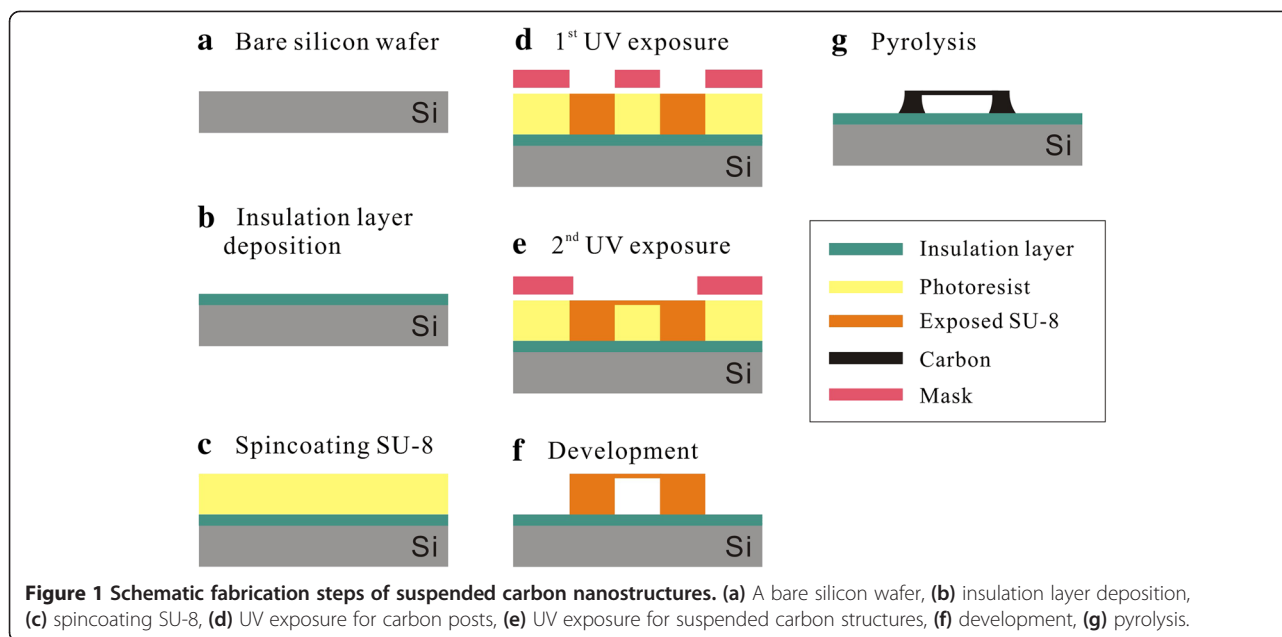 a Bare silicon wafer
Si
b Insulation layer
deposition
Si
c Spincoating SU-8
Si
d 1st UV exposure
Si
e 2nd UV exposure
Si
f Development
Si
g Pyrolysis
Si
Insulation layer
Photoresist
Exposed SU-8
Carbon
Mask
Figure 1 Schematic fabrication steps of suspended carbon nanostructures. (a) A bare silicon wafer, (b) insulation layer deposition,
(c) spincoating SU-8, (d) UV exposure for carbon posts, (e) UV exposure for suspended carbon structures, (f) development, (g) pyrolysis.